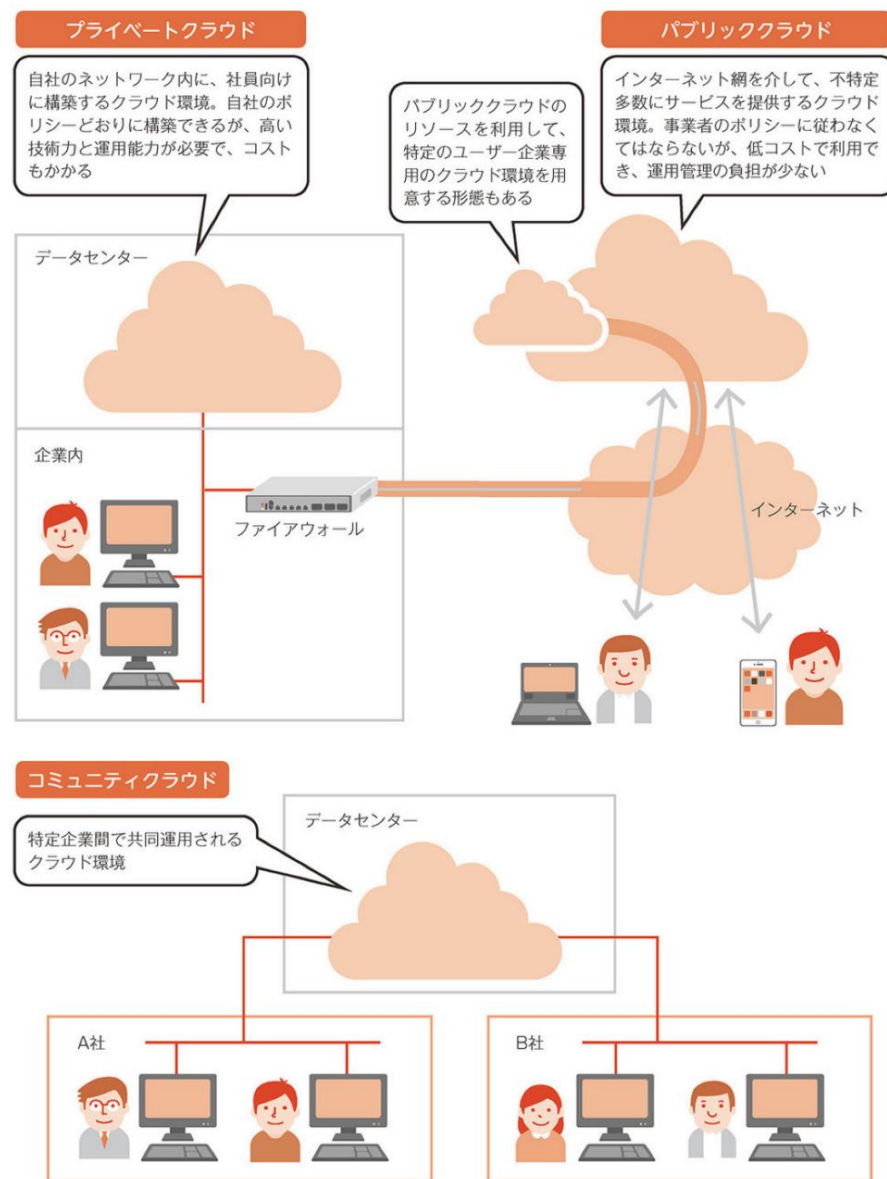 プライベートクラウド
自社のネットワーク内に、社員向け
に構築するクラウド環境。自社のポ
リシーどおりに構築できるが、高い
技術力と運用能力が必要で、コスト
もかかる
パブリッククラウドの
リソースを利用して、
特定のユーザー企業専
用のクラウド環境を用
意する形態もある
パブリッククラウド
インターネット網を介して、不特定
多数にサービスを提供するクラウド
環境。事業者のポリシーに従わなく
てはならないが、低コストで利用で
き、運用管理の負担が少ない
データセンター
企業内
ファイアウォール
インターネット
コミュニティクラウド
特定企業間で共同運用される
クラウド環境
データセンター
A社
B社